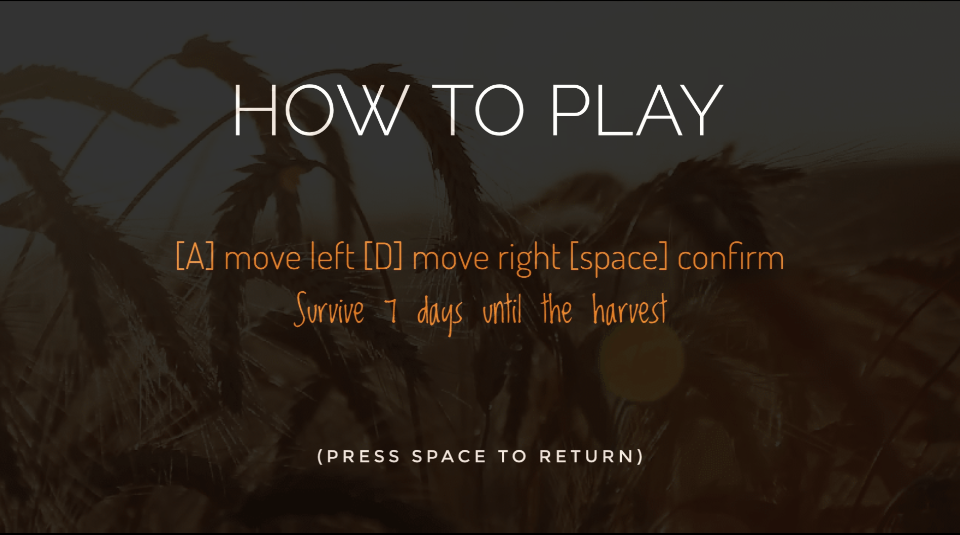 HOW TO PLAY
[A] move left [D] move right [space] confirm
Survive 7 days until the harvest
(PRESS SPACE TO RETURN)